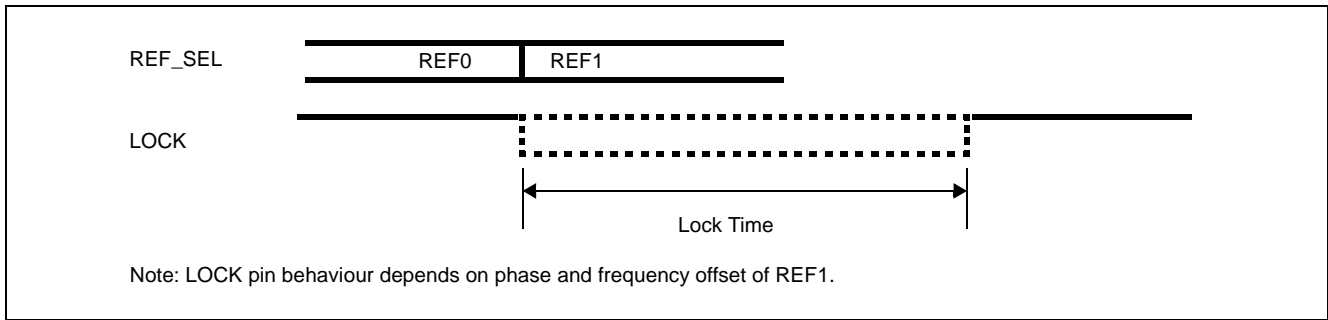 REF_SEL REF0 REF1
LOCK
Lock Time
Note: LOCK pin behaviour depends on phase and frequency offset of REF1.